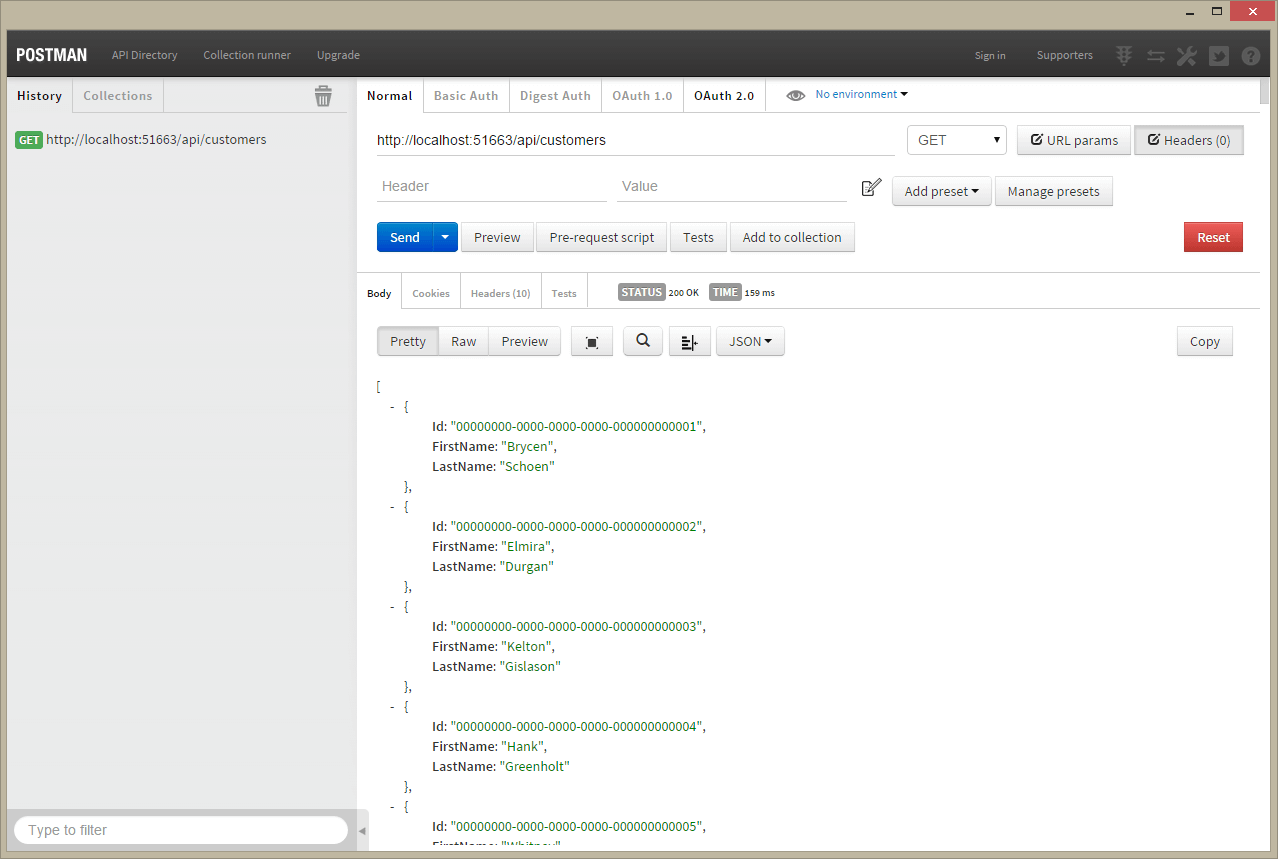 POSTMAN API Directory Collection runner Upgrade Sign in Supporters
History Collections
GET http://localhost:51663/api/customers
Type to filter
Normal Basic Auth Digest Auth OAuth 1.0 OAuth 2.0 No environment
http://localhost:51663/api/customers GET URL params Headers (0)
Header Value Add preset Manage presets
Send Preview Pre-request script Tests Add to collection Reset
Body Cookies Headers (10) Tests STATUS 200 OK TIME 159 ms
Pretty Raw Preview JSON Copy
[
- {
Id: "00000000-0000-0000-0000-000000000001",
FirstName: "Brycen",
LastName: "Schoen"
},
- {
Id: "00000000-0000-0000-0000-000000000002",
FirstName: "Elmira",
LastName: "Durgan"
},
- {
Id: "00000000-0000-0000-0000-000000000003",
FirstName: "Kelton",
LastName: "Gislason"
},
- {
Id: "00000000-0000-0000-0000-000000000004",
FirstName: "Hank",
LastName: "Greenholt"
},
- {
Id: "00000000-0000-0000-0000-000000000005",
FirstName: "Whitney"